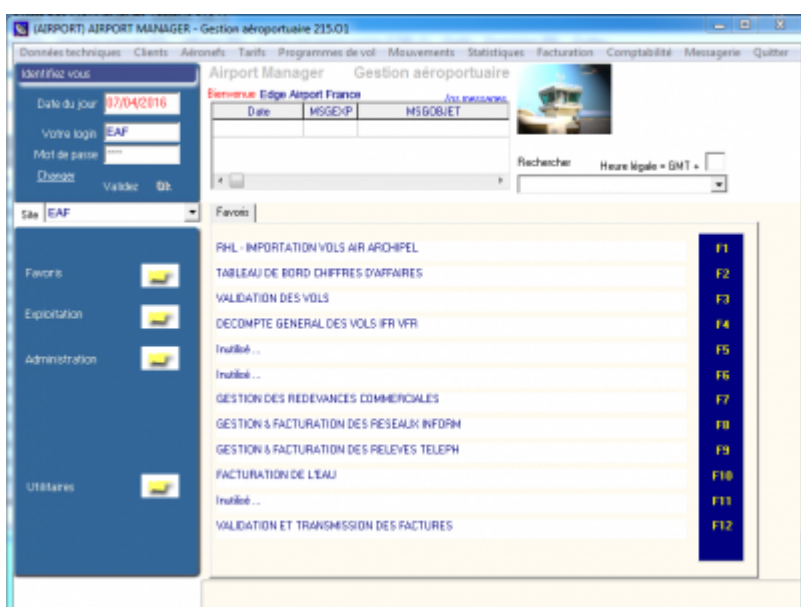 (AIRPORT) AIRPORT MANAGER - Gestion aéroportuaire 215.01
Données techniques Clients Aéronefs Tarifs Programmes de vol Mouvements Statistiques Facturation Comptabilité Messagerie Quitter
Identifiez vous
Date du jour 07/04/2016
Votre login EAF
Mot de passe ****
Changer
Validez Ok
Airport Manager Gestion aéroportuaire
Bienvenue Edge Airport France
Vos messages
Date MSGEXP MSGOBJET
Rechercher Heure légale = GMT +
Site EAF
Favoris
Exploitation
Administration
Utilitaires
Favoris
RHL - IMPORTATION VOLS AIR ARCHIPEL F1
TABLEAU DE BORD CHIFFRES D'AFFAIRES F2
VALIDATION DES VOLS F3
DECOMPTE GENERAL DES VOLS IFR VFR F4
Inutilisé ... F5
Inutilisé ... F6
GESTION DES REDEVANCES COMMERCIALES F7
GESTION & FACTURATION DES RESEAUX INFORM F8
GESTION & FACTURATION DES RELEVES TELEPH F9
FACTURATION DE L'EAU F10
Inutilisé ... F11
VALIDATION ET TRANSMISSION DES FACTURES F12